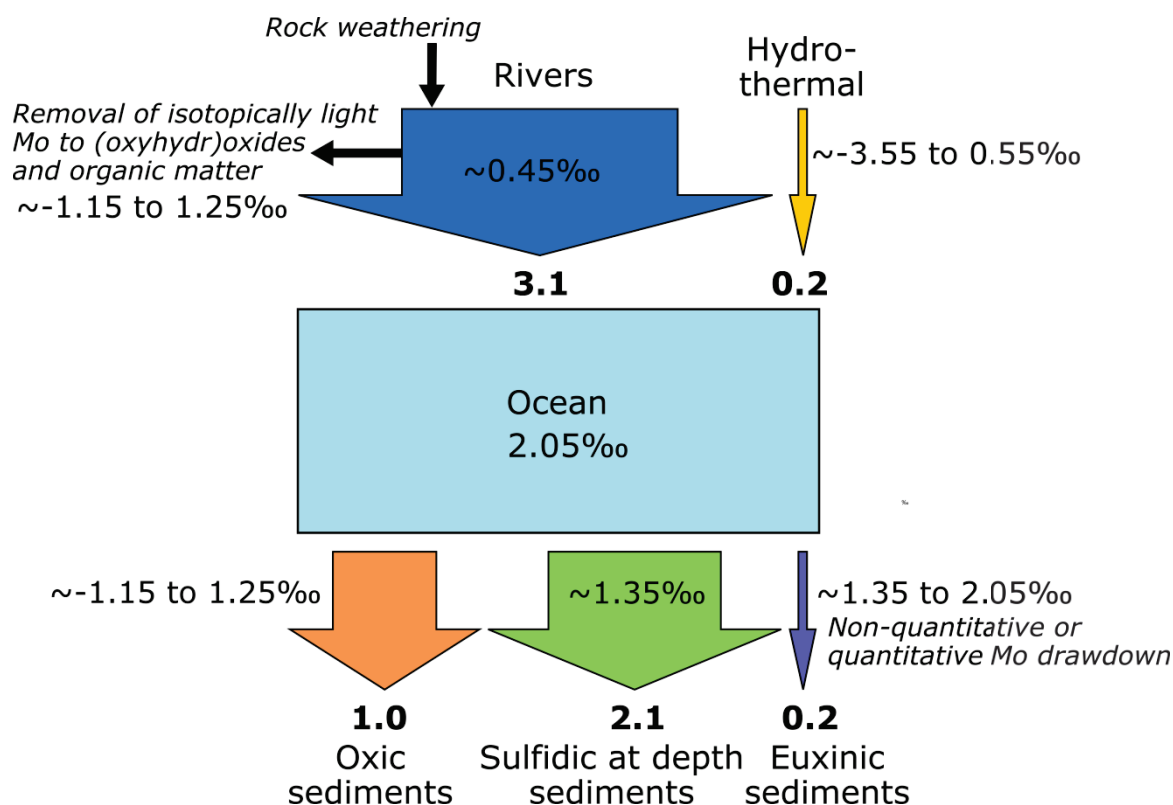 Rock weathering
Rivers
Hydro-
thermal
Removal of isotopically light
Mo to (oxyhydr)oxides
and organic matter
~-1.15 to 1.25‰
~0.45‰
~-3.55 to 0.55‰
3.1
0.2
Ocean
2.05‰
~-1.15 to 1.25‰
~1.35‰
~1.35 to 2.05‰
Non-quantitative or
quantitative Mo drawdown
1.0
Oxic
sediments
2.1
Sulfidic at depth
sediments
0.2
Euxinic
sediments